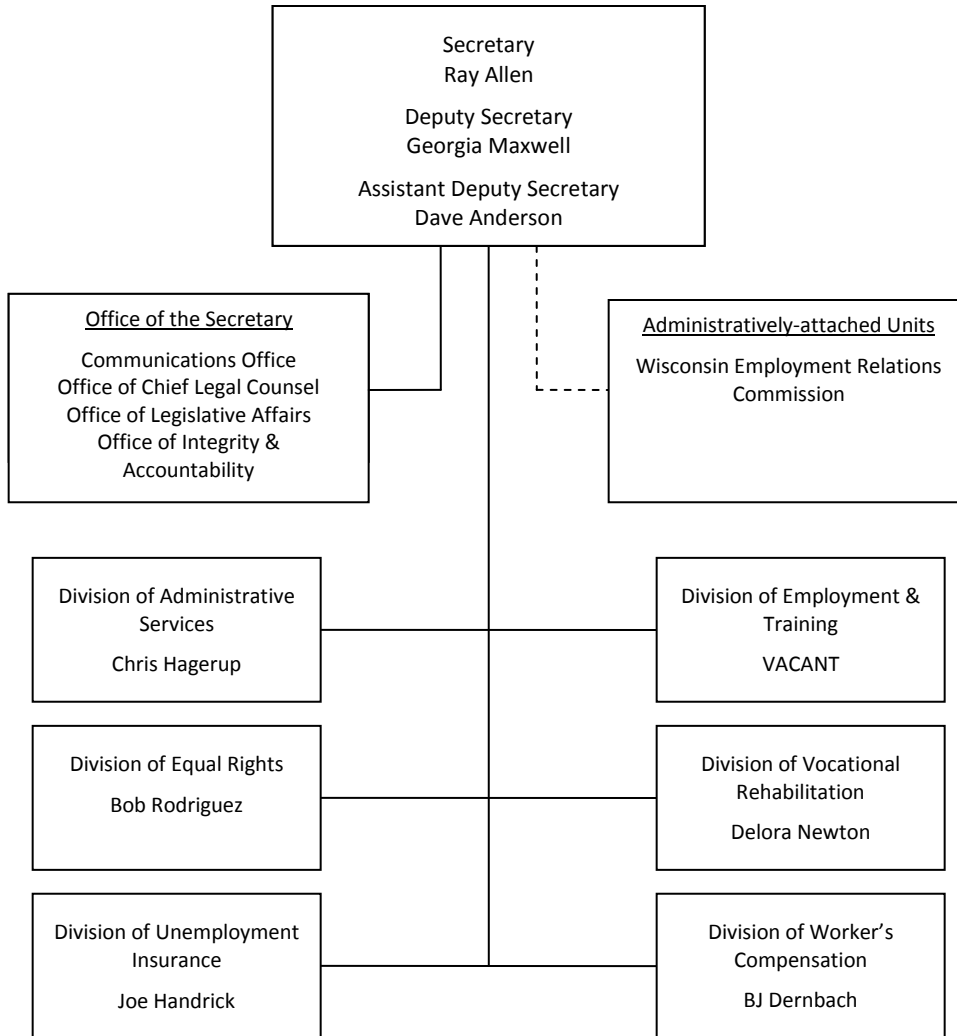 Secretary
Ray Allen
Deputy Secretary
Georgia Maxwell
Assistant Deputy Secretary
Dave Anderson
Office of the Secretary
Communications Office
Office of Chief Legal Counsel
Office of Legislative Affairs
Office of Integrity &
Accountability
Administratively-attached Units
Wisconsin Employment Relations
Commission
Division of Administrative
Services
Chris Hagerup
Division of Employment &
Training
VACANT
Division of Equal Rights
Bob Rodriguez
Division of Vocational
Rehabilitation
Delora Newton
Division of Unemployment
Insurance
Joe Handrick
Division of Worker’s
Compensation
BJ Dernbach